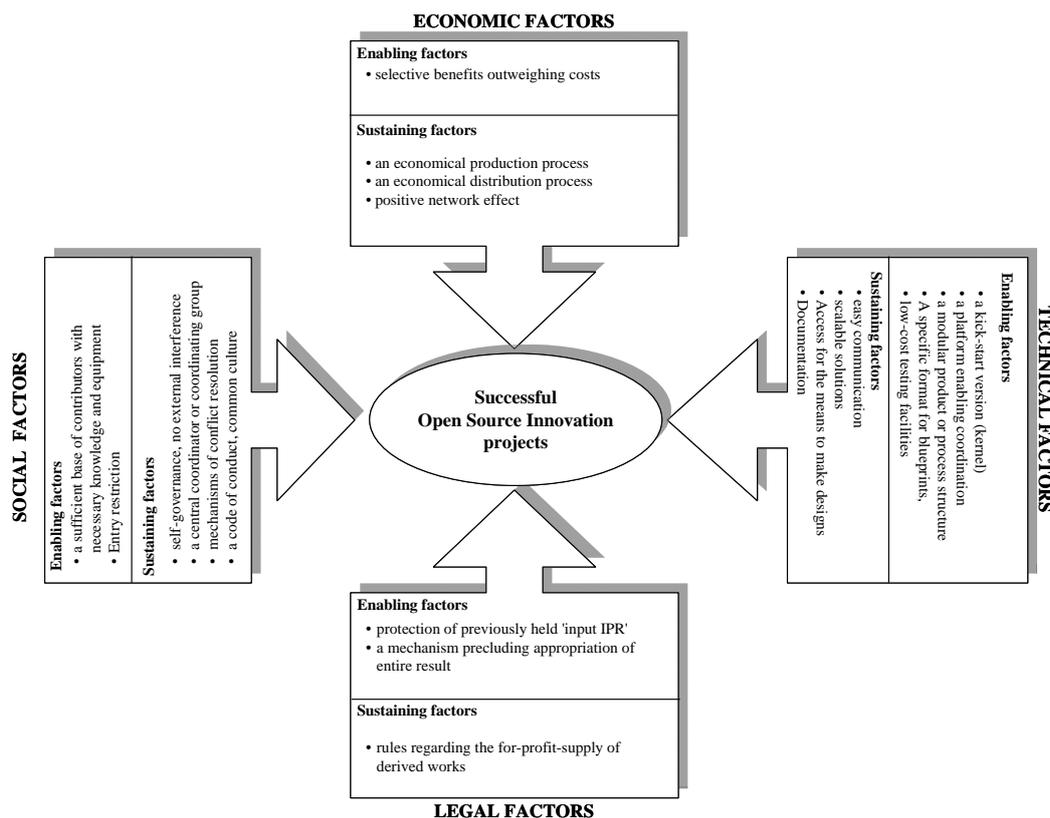 ECONOMIC FACTORS
Enabling factors
• selective benefits outweighing costs
Sustaining factors
• an economical production process
• an economical distribution process
• positive network effect
SOCIAL FACTORS
Enabling factors
• a sufficient base of contributors with
necessary knowledge and equipment
• Entry restriction
Sustaining factors
• self-governance, no external interference
• a central coordinator or coordinating group
• mechanisms of conflict resolution
• a code of conduct, common culture
Successful
Open Source Innovation
projects
TECHNICAL FACTORS
Enabling factors
• a kick-start version (kernel)
• a platform enabling coordination
• a modular product or process structure
• A specific format for blueprints,
• low-cost testing facilities
Sustaining factors
• easy communication
• scalable solutions
• Access for the means to make designs
• Documentation
Enabling factors
• protection of previously held 'input IPR'
• a mechanism precluding appropriation of
entire result
Sustaining factors
• rules regarding the for-profit-supply of
derived works
LEGAL FACTORS